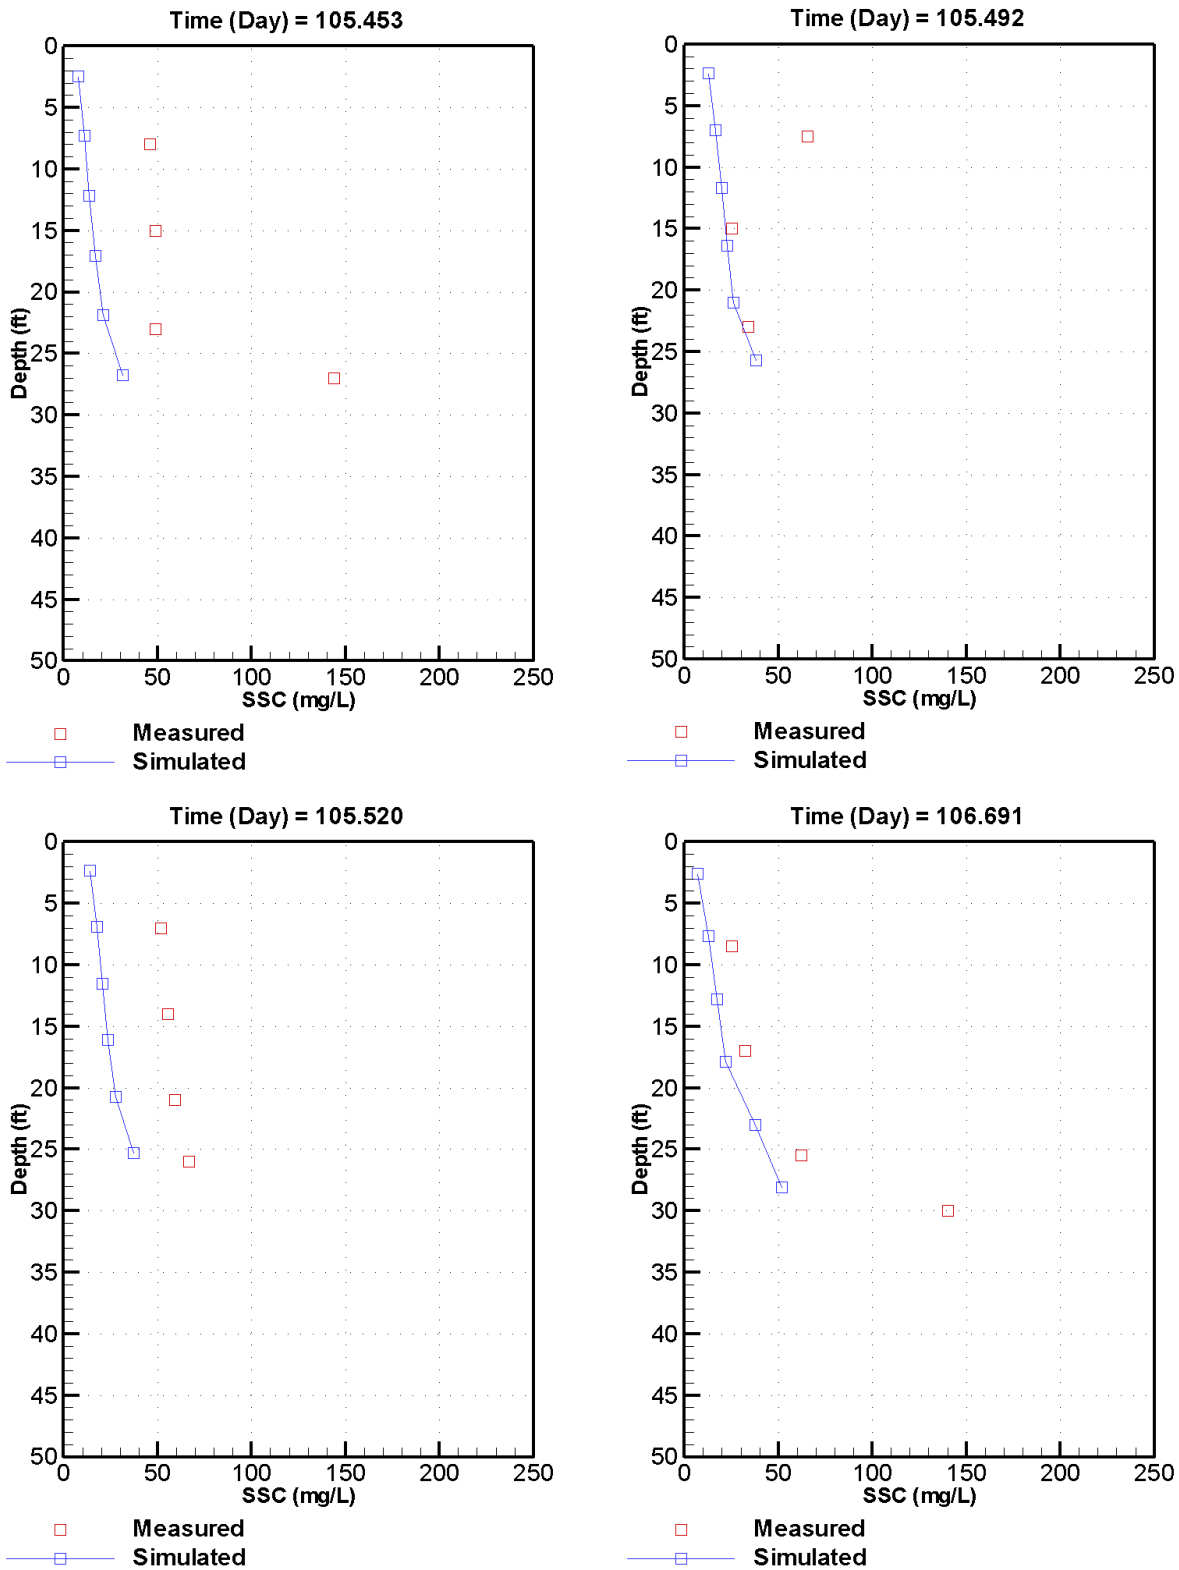 Time (Day) = 105.453
0
5
10
15
20
25
30
35
40
45
50
Depth (ft)
0 50 100 150 200 250
SSC (mg/L)
Measured
Simulated
Time (Day) = 105.492
0
5
10
15
20
25
30
35
40
45
50
Depth (ft)
0 50 100 150 200 250
SSC (mg/L)
Measured
Simulated
Time (Day) = 105.520
0
5
10
15
20
25
30
35
40
45
50
Depth (ft)
0 50 100 150 200 250
SSC (mg/L)
Measured
Simulated
Time (Day) = 106.691
0
5
10
15
20
25
30
35
40
45
50
Depth (ft)
0 50 100 150 200 250
SSC (mg/L)
Measured
Simulated